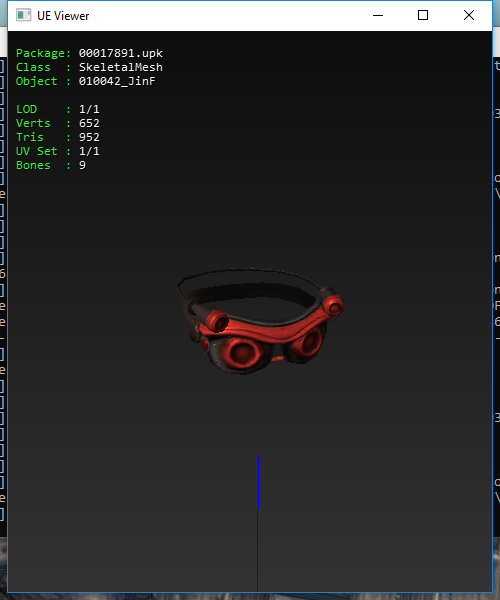 UE Viewer
Package: 00017891.upk
Class  : SkeletalMesh
Object : 010042_JinF
LOD    : 1/1
Verts  : 652
Tris   : 952
UV Set : 1/1
Bones  : 9